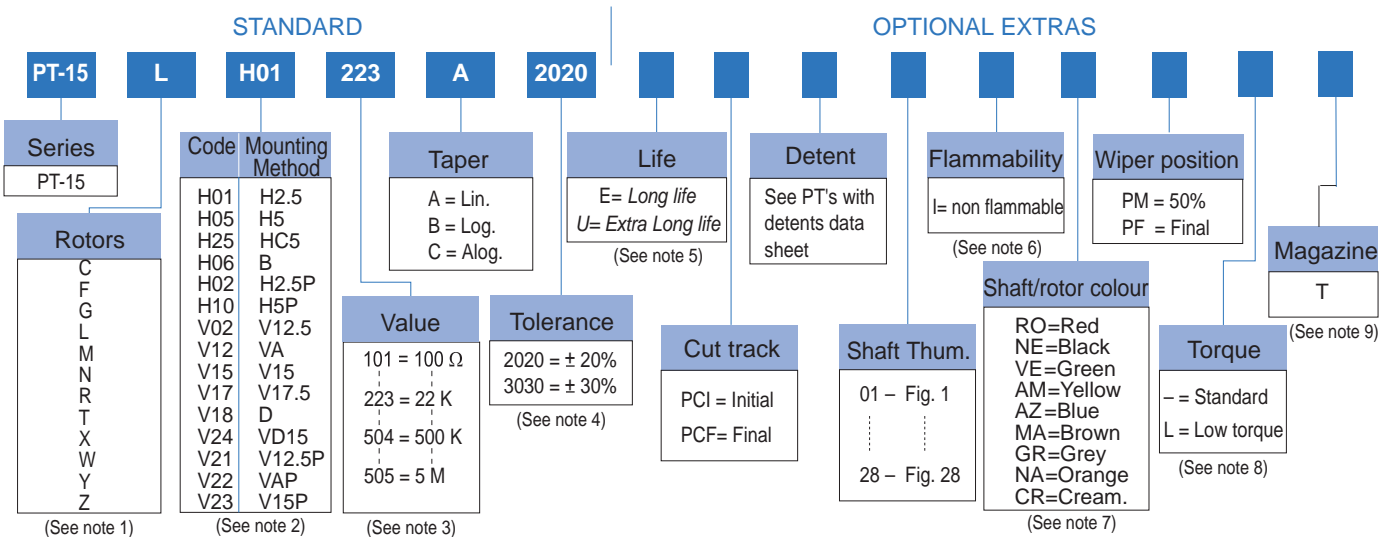 STANDARD
OPTIONAL EXTRAS
PT-15 L H01 223 A 2020
Series
PT-15
Rotors
C
F
G
L
M
N
R
T
X
W
Y
Z
(See note 1)
Code Mounting Method
H01 H2.5
H05 H5
H25 HC5
H06 B
H02 H2.5P
H10 H5P
V02 V12.5
V12 VA
V15 V15
V17 V17.5
V18 D
V24 VD15
V21 V12.5P
V22 VAP
V23 V15P
(See note 2)
Value
101 = 100 Ω
223 = 22 K
504 = 500 K
505 = 5 M
(See note 3)
Taper
A = Lin.
B = Log.
C = Alog.
Tolerance
2020 = ± 20%
3030 = ± 30%
(See note 4)
Life
E= Long life
U= Extra Long life
(See note 5)
Cut track
PCI = Initial
PCF= Final
Detent
See PT's with
detents data
sheet
Shaft Thum.
01 – Fig. 1
28 – Fig. 28
Flammability
I= non flammable
(See note 6)
Shaft/rotor colour
RO=Red
NE=Black
VE=Green
AM=Yellow
AZ=Blue
MA=Brown
GR=Grey
NA=Orange
CR=Cream.
(See note 7)
Wiper position
PM = 50%
PF = Final
Torque
– = Standard
L = Low torque
(See note 8)
Magazine
T
(See note 9)